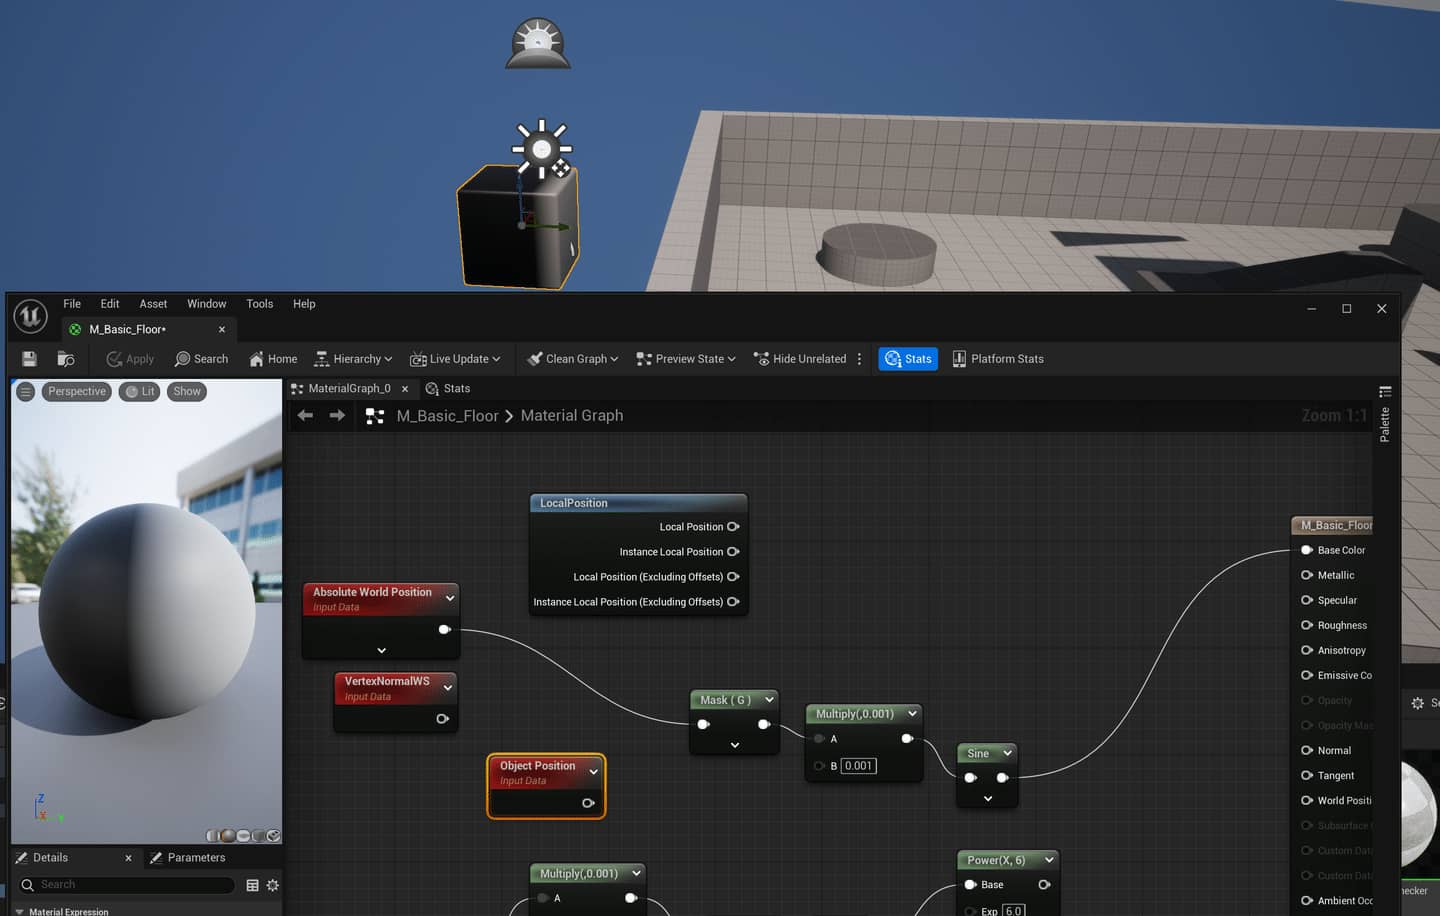 File Edit Asset Window Tools Help
M_Basic_Floor•
Apply Search Home Hierarchy Live Update Clean Graph Preview State Hide Unrelated Stats Platform Stats
Perspective Lit Show
MaterialGraph_0 Stats
M_Basic_Floor > Material Graph
Zoom 1:1
Palette
LocalPosition
Local Position
Instance Local Position
Local Position (Excluding Offsets)
Instance Local Position (Excluding Offsets)
Absolute World Position
Input Data
VertexNormalWS
Input Data
Object Position
Input Data
Mask ( G )
Multiply(,0.001)
A
B 0.001
Sine
M_Basic_Floor
Base Color
Metallic
Specular
Roughness
Anisotropy
Emissive Co
Opacity
Opacity Mas
Normal
Tangent
World Positi
Subsurface
Custom Data
Custom Data
Ambient Occ
Multiply(,0.001)
A
Power(X, 6)
Base
Exp 6.0
Z
X Y
Details Parameters
Search
Material Expression